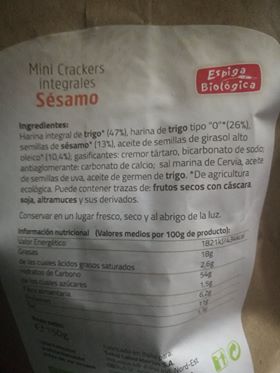 Mini Crackers
integrales
Sésamo
Espiga
Biológica
Ingredientes:
Harina integral de trigo* (47%), harina de trigo tipo "0"*(26%),
semillas de sésamo* (13%), aceite de semillas de girasol alto
oleico* (10,4%); gasificantes: cremor tártaro, bicarbonato de sodio;
antiaglomerante: carbonato de calcio; sal marina de Cervia, aceite
de semillas de uva, aceite de germen de trigo. *De agricultura
ecológica. Puede contener trazas de: frutos secos con cáscara,
soja, altramuces y sus derivados.
Conservar en un lugar fresco, seco y al abrigo de la luz.
Información nutricional (Valores medios por 100g de producto):
Valor Energético
Grasas 18g
de las cuales ácidos grasos saturados 2,6g
Hidratos de Carbono 54g
de los cuales azúcares 1,5g
Fibra alimentaria 6,2g
11g